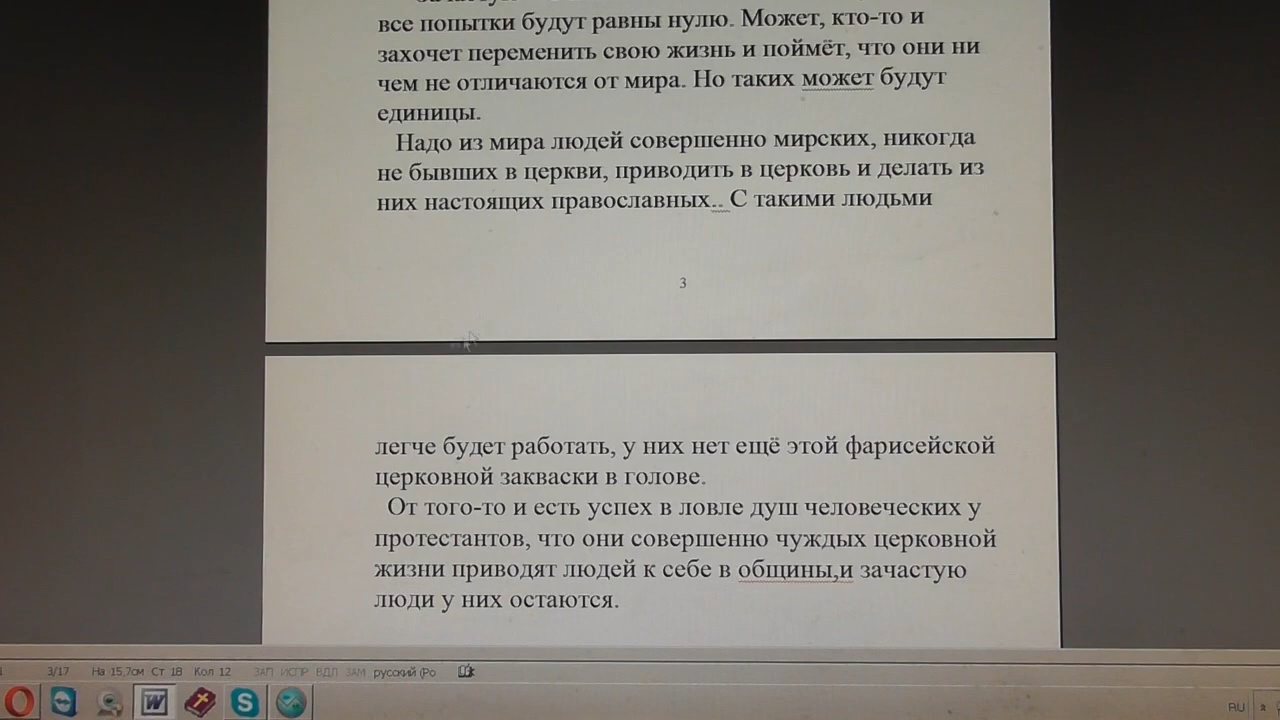 все попытки будут равны нулю. Может, кто-то и
захочет переменить свою жизнь и поймёт, что они ни
чем не отличаются от мира. Но таких может будут
единицы.
Надо из мира людей совершенно мирских, никогда
не бывших в церкви, приводить в церковь и делать из
них настоящих православных.. С такими людьми
3
легче будет работать, у них нет ещё этой фарисейской
церковной закваски в голове.
От того-то и есть успех в ловле душ человеческих у
протестантов, что они совершенно чуждых церковной
жизни приводят людей к себе в общины,и зачастую
люди у них остаются.
3/17 На 15,7см Ст 18 Кол 12 ЗАП ИСПР ВДЛ ЗАМ русский (Ро
RU